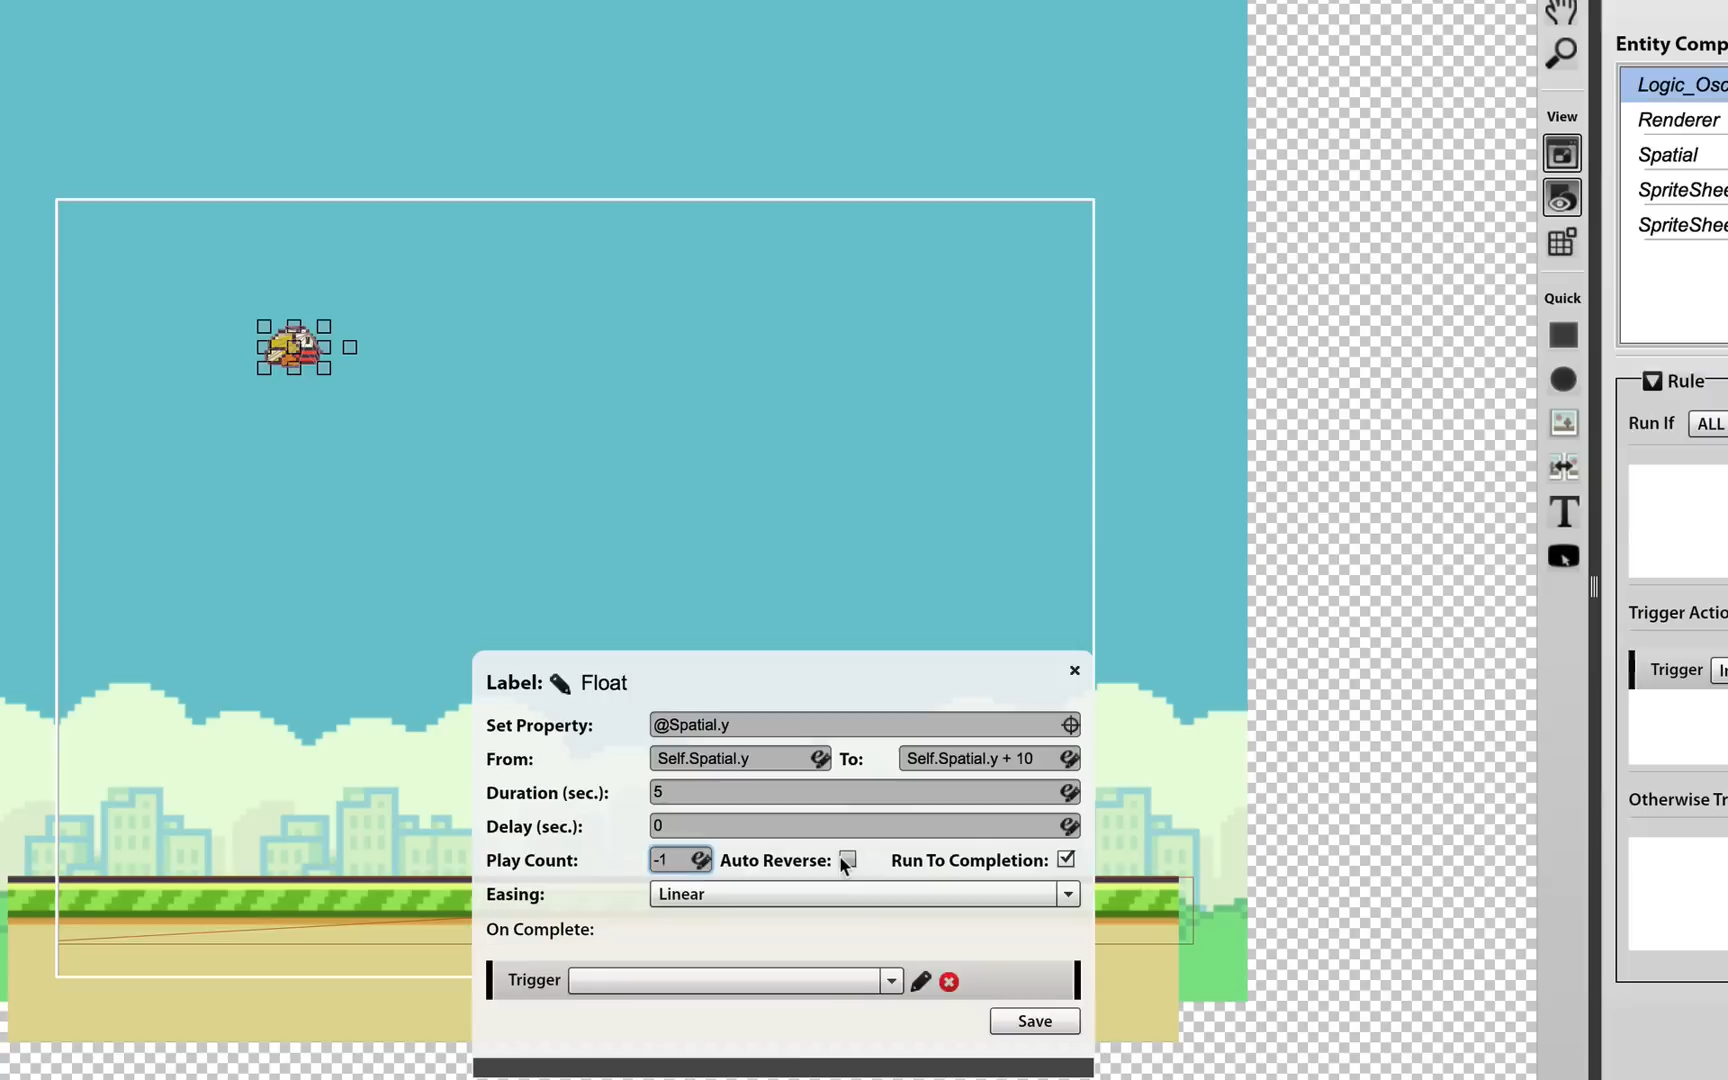 Entity Comp
Logic_Osc
Renderer
Spatial
SpriteShee
SpriteShee
View
Quick
T
Rule
Run If ALL
Trigger Actio
Trigger In
Otherwise Tr
Label: Float
Set Property: @Spatial.y
From: Self.Spatial.y To: Self.Spatial.y + 10
Duration (sec.): 5
Delay (sec.): 0
Play Count: -1 Auto Reverse: Run To Completion:
Easing: Linear
On Complete:
Trigger
Save